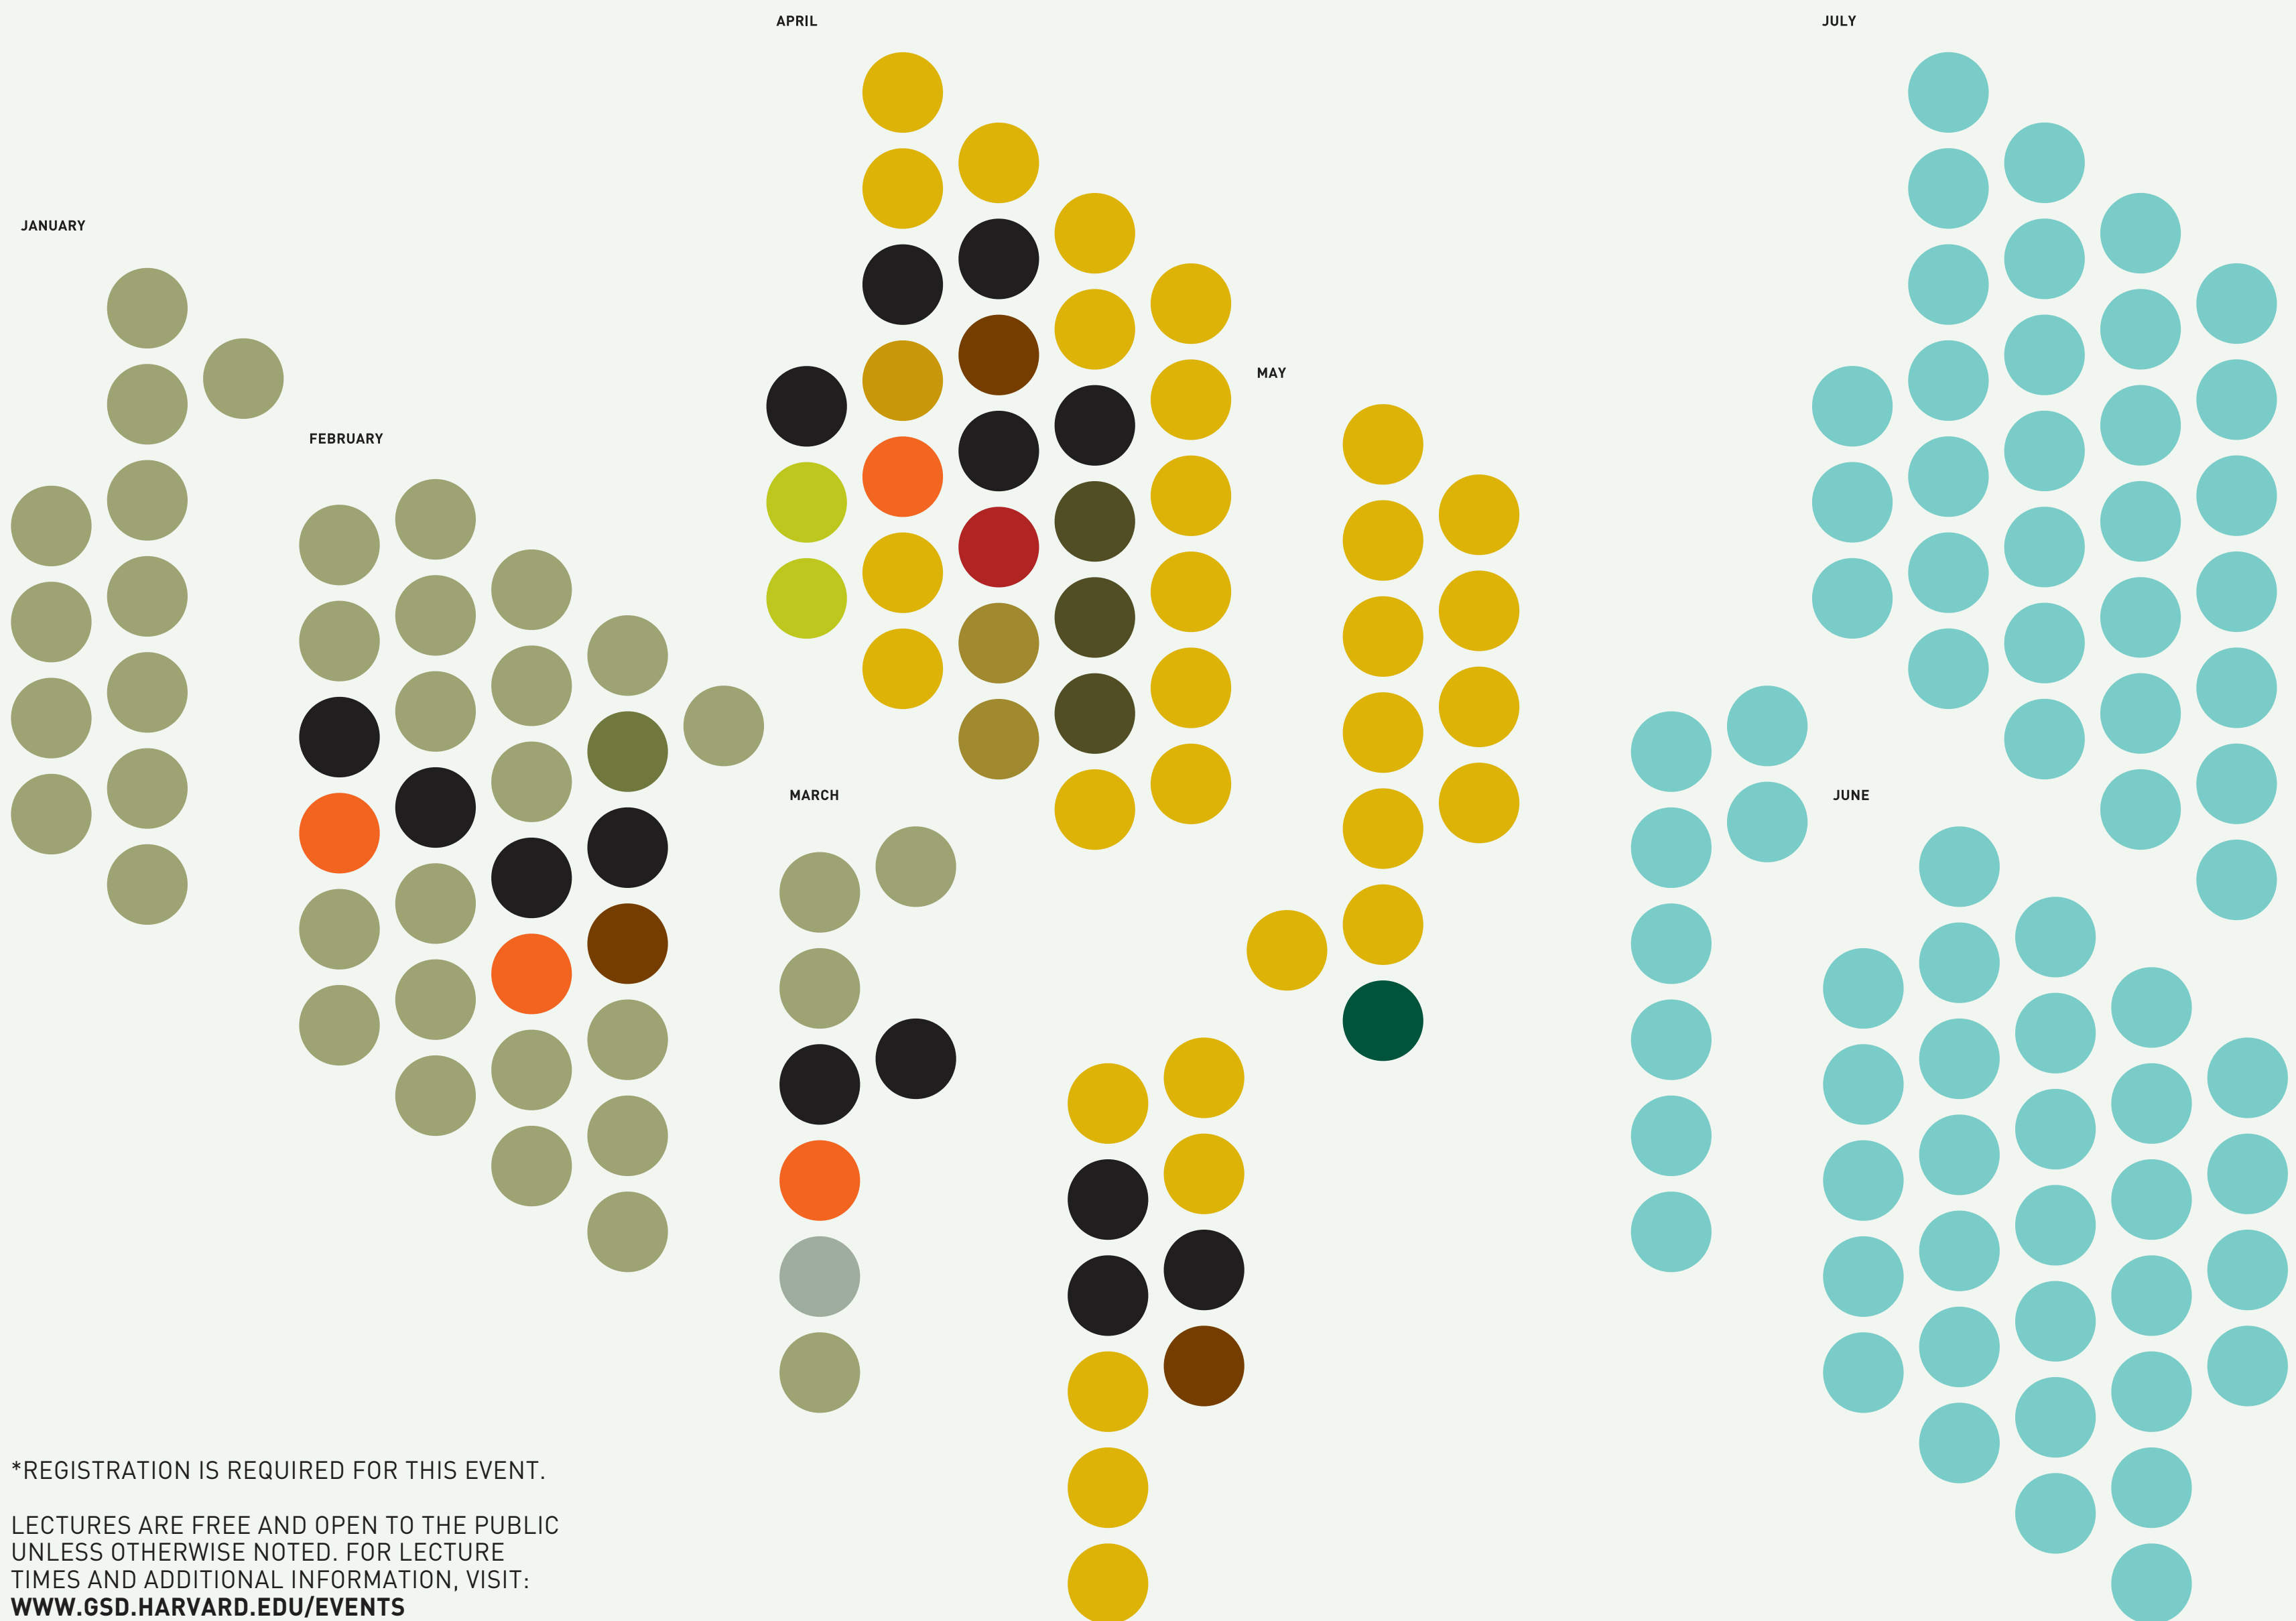 APRIL
JULY
JANUARY
MAY
FEBRUARY
MARCH
JUNE
*REGISTRATION IS REQUIRED FOR THIS EVENT.
LECTURES ARE FREE AND OPEN TO THE PUBLIC
UNLESS OTHERWISE NOTED. FOR LECTURE
TIMES AND ADDITIONAL INFORMATION, VISIT:
WWW.GSD.HARVARD.EDU/EVENTS